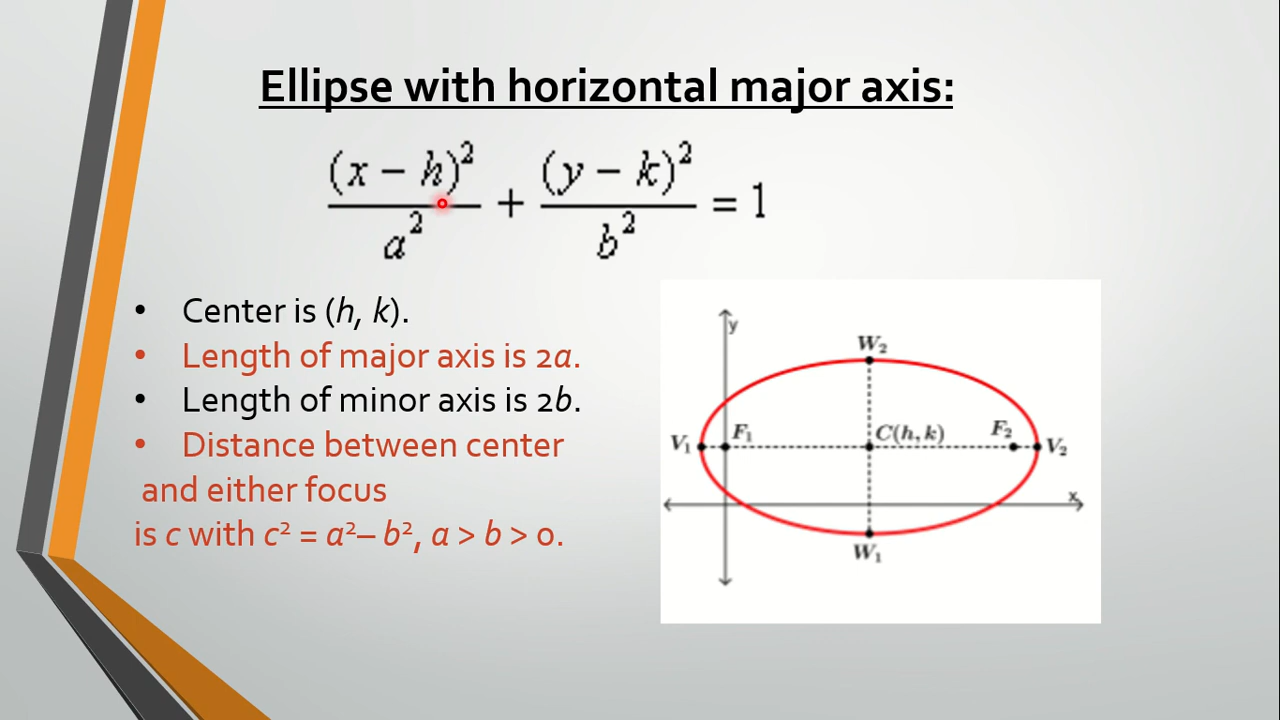 Ellipse with horizontal major axis:
(x − h)² / a² + (y − k)² / b² = 1
• Center is (h, k).
• Length of major axis is 2a.
• Length of minor axis is 2b.
• Distance between center
and either focus
is c with c² = a²– b², a > b > 0.
y
W₂
V₁ F₁ C(h, k) F₂ V₂
x
W₁